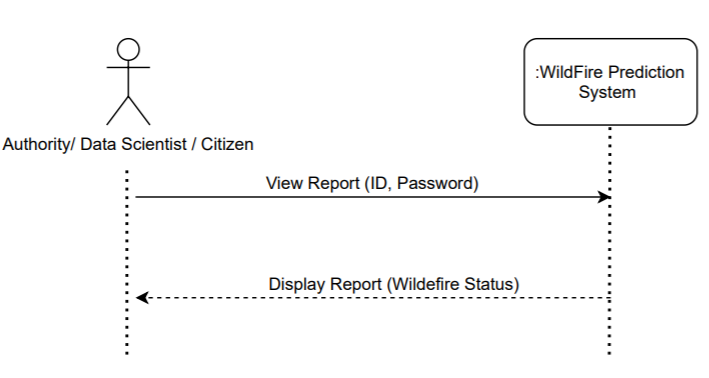 :WildFire Prediction
System
Authority/ Data Scientist / Citizen
View Report (ID, Password)
Display Report (Wildefire Status)